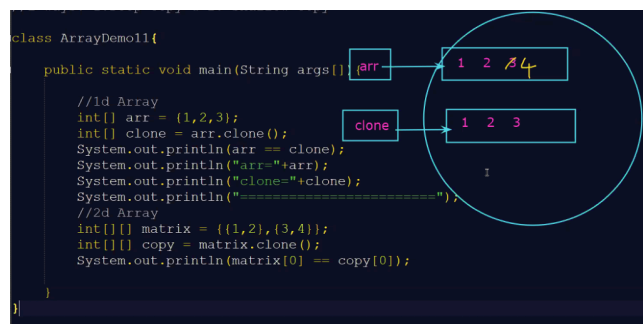 class ArrayDemo11{
public static void main(String args[]){
//1d Array
int[] arr = {1,2,3};
int[] clone = arr.clone();
System.out.println(arr == clone);
System.out.println("arr="+arr);
System.out.println("clone="+clone);
System.out.println("========================");
//2d Array
int[][] matrix = {{1,2},{3,4}};
int[][] copy = matrix.clone();
System.out.println(matrix[0] == copy[0]);
}
}
arr
1 2 3 4
clone
1 2 3